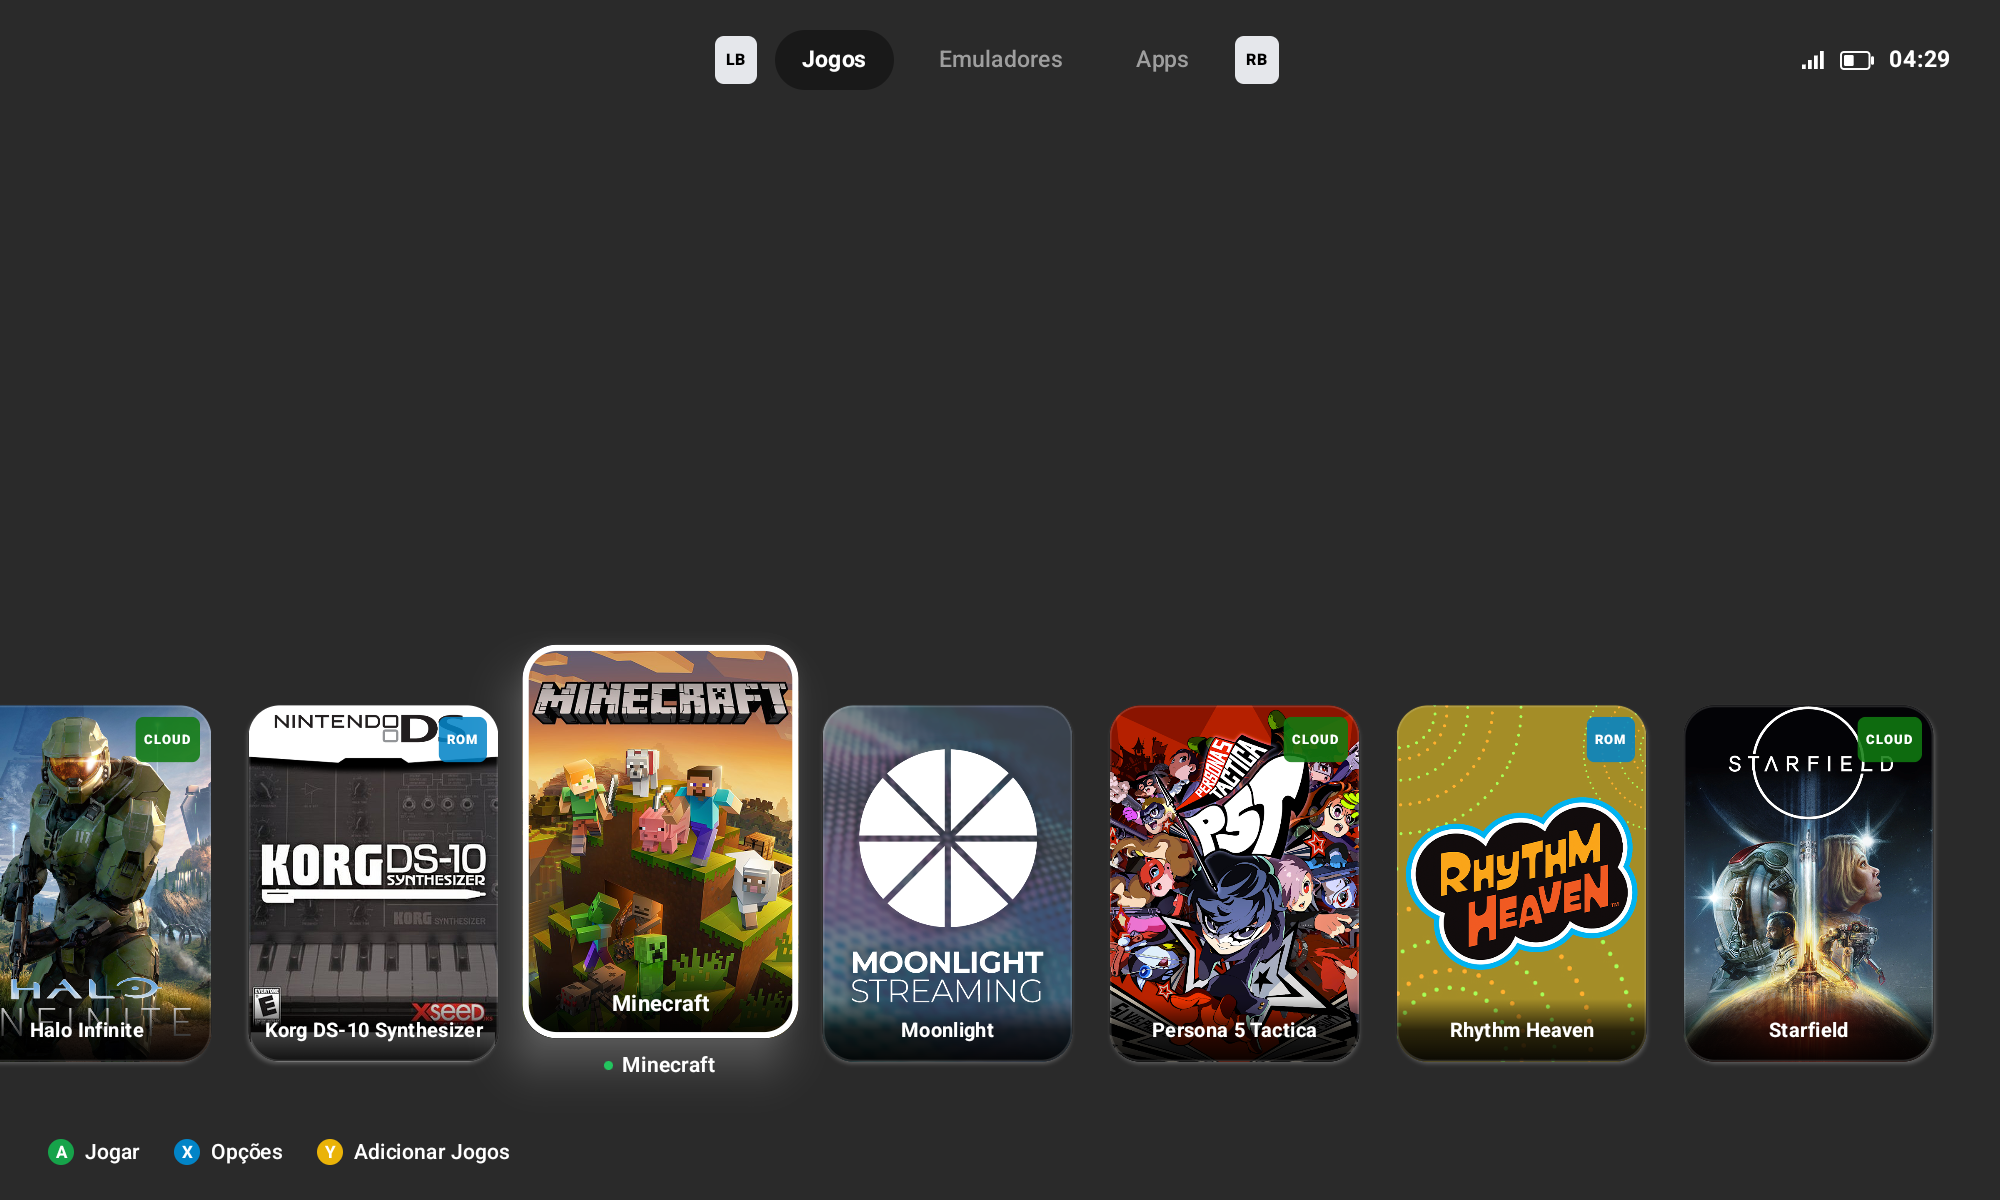 LB Jogos Emuladores Apps RB 04:29
CLOUD
HALO
INFINITE
Halo Infinite
NINTENDO DS
ROM
KORG DS-10
SYNTHESIZER
KORG SYNTHESIZER
EVERYONE
E
XSEED
Korg DS-10 Synthesizer
MINECRAFT
Minecraft
Minecraft
MOONLIGHT
STREAMING
Moonlight
CLOUD
PERSONA5
TACTICA
P5T
Persona 5 Tactica
ROM
RHYTHM
HEAVEN
Rhythm Heaven
CLOUD
STARFIELD
Starfield
A Jogar X Opções Y Adicionar Jogos